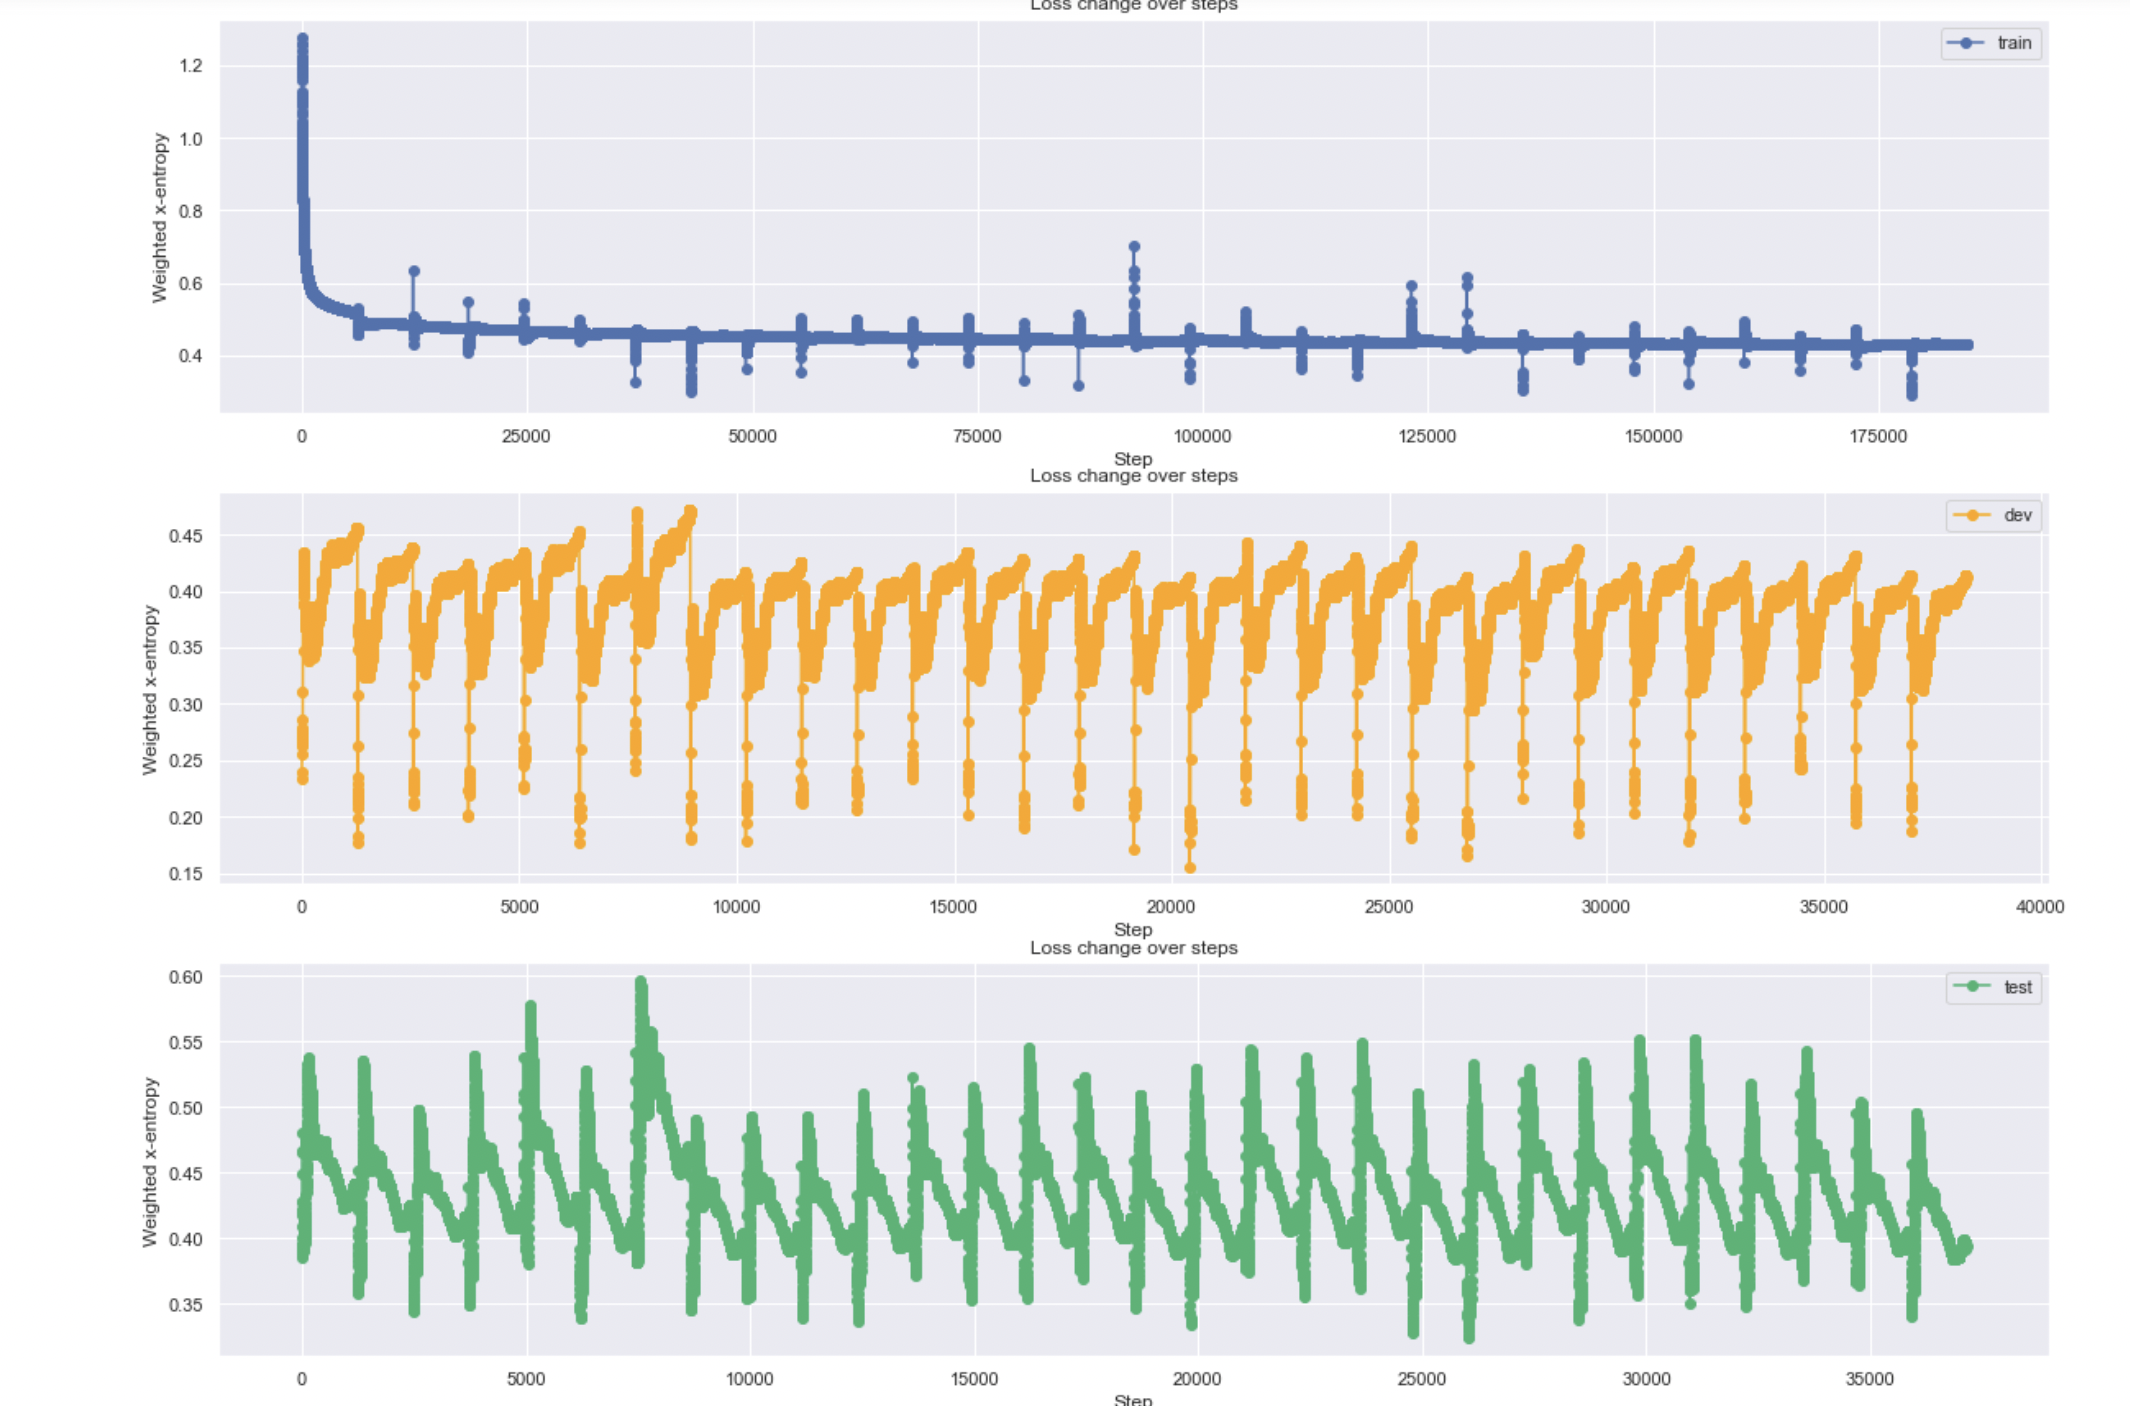 Loss change over steps
train
Weighted x-entropy
1.2
1.0
0.8
0.6
0.4
0 25000 50000 75000 100000 125000 150000 175000
Step
Loss change over steps
dev
Weighted x-entropy
0.45
0.40
0.35
0.30
0.25
0.20
0.15
0 5000 10000 15000 20000 25000 30000 35000 40000
Step
Loss change over steps
test
Weighted x-entropy
0.60
0.55
0.50
0.45
0.40
0.35
0 5000 10000 15000 20000 25000 30000 35000
Step